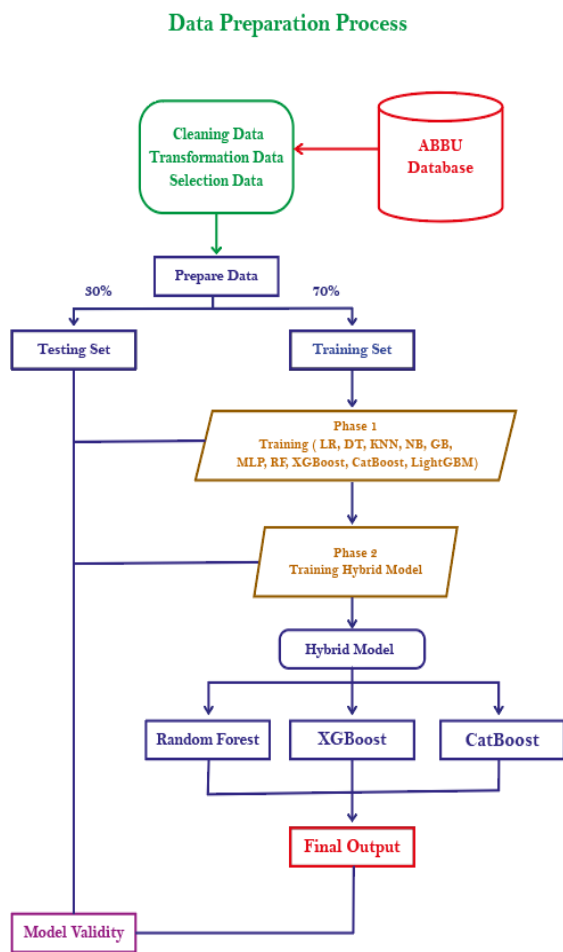 Data Preparation Process
Cleaning Data
Transformation Data
Selection Data
ABBU
Database
Prepare Data
30%
70%
Testing Set
Training Set
Phase 1
Training ( LR, DT, KNN, NB, GB,
MLP, RF, XGBoost, CatBoost, LightGBM)
Phase 2
Training Hybrid Model
Hybrid Model
Random Forest
XGBoost
CatBoost
Final Output
Model Validity